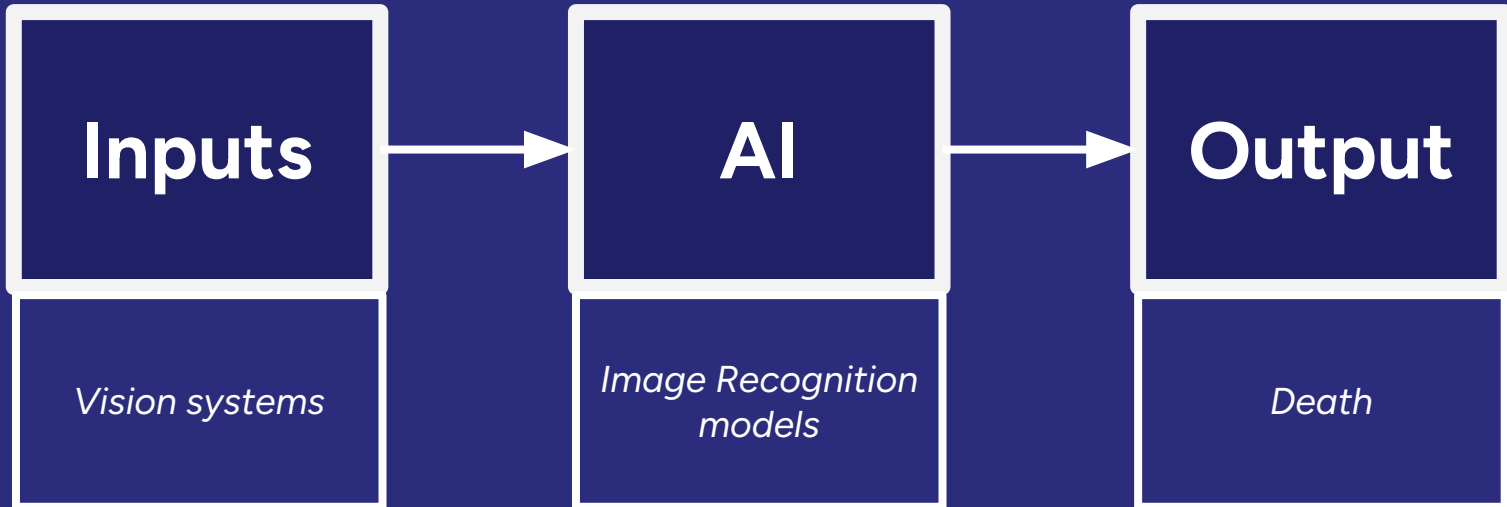 Inputs
AI
Output
Vision systems
Image Recognition
models
Death